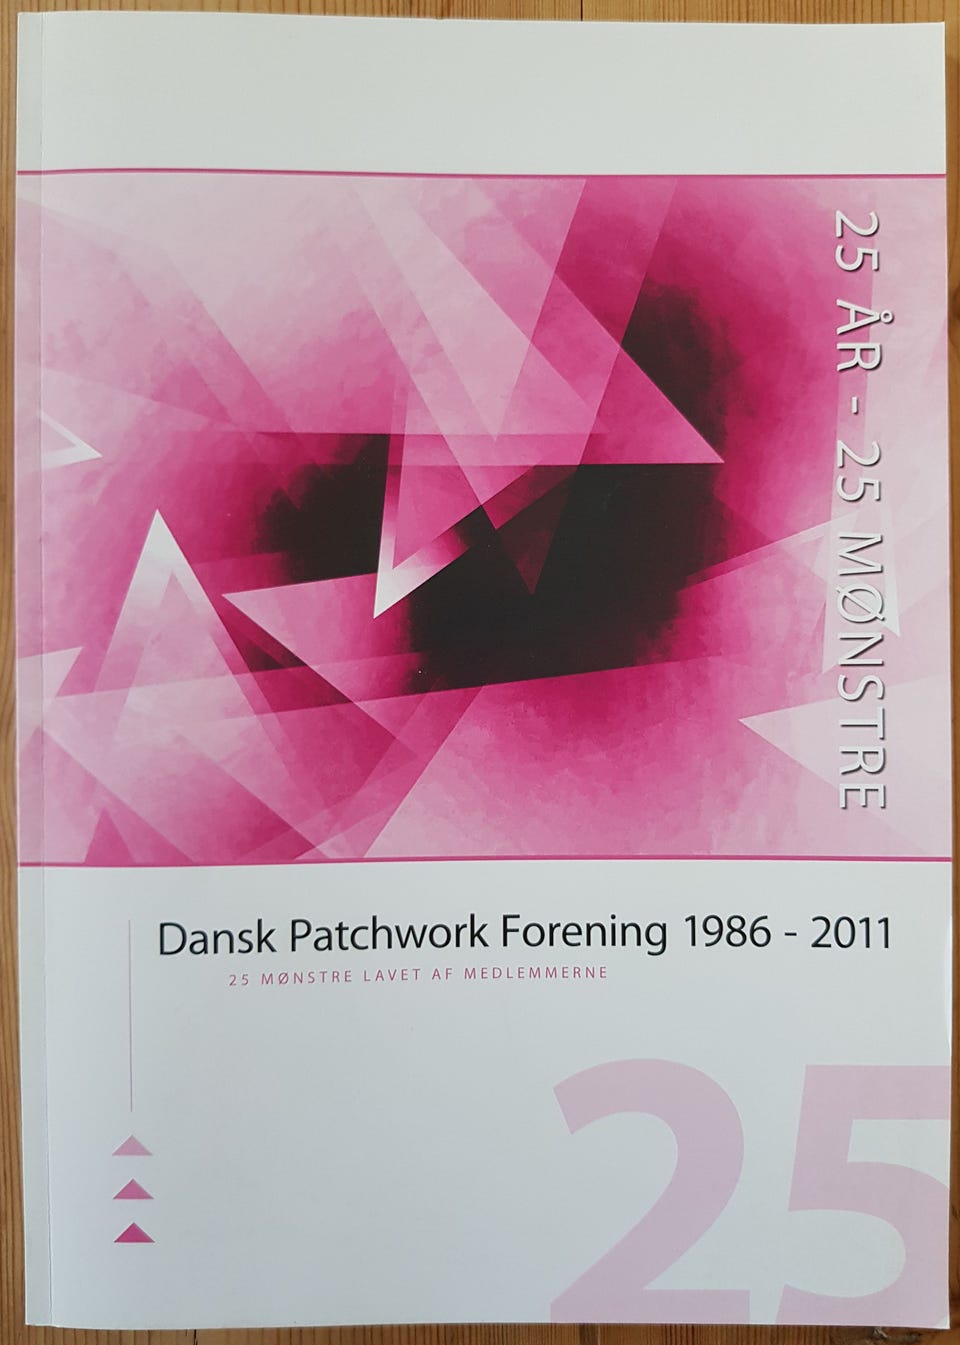 25 ÅR - 25 MØNSTRE
Dansk Patchwork Forening 1986 - 2011
25 MØNSTRE LAVET AF MEDLEMMERNE
25